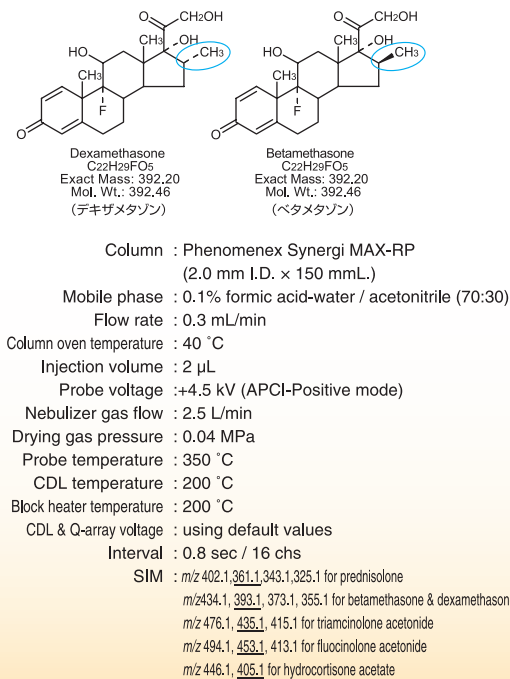 CH2OH
O
CH3
OH
HO
CH3
CH3
F
O
Dexamethasone
C22H29FO5
Exact Mass: 392.20
Mol. Wt.: 392.46
(デキザメタゾン)
CH2OH
O
CH3
OH
HO
CH3
CH3
F
O
Betamethasone
C22H29FO5
Exact Mass: 392.20
Mol. Wt.: 392.46
(ベタメタゾン)
Column : Phenomenex Synergi MAX-RP
(2.0 mm I.D. × 150 mmL.)
Mobile phase : 0.1% formic acid-water / acetonitrile (70:30)
Flow rate : 0.3 mL/min
Column oven temperature : 40 ˚C
Injection volume : 2 µL
Probe voltage :+4.5 kV (APCI-Positive mode)
Nebulizer gas flow : 2.5 L/min
Drying gas pressure : 0.04 MPa
Probe temperature : 350 ˚C
CDL temperature : 200 ˚C
Block heater temperature : 200 ˚C
CDL & Q-array voltage : using default values
Interval : 0.8 sec / 16 chs
SIM : m/z 402.1,361.1,343.1,325.1 for prednisolone
m/z434.1, 393.1, 373.1, 355.1 for betamethasone & dexamethason
m/z 476.1, 435.1, 415.1 for triamcinolone acetonide
m/z 494.1, 453.1, 413.1 for fluocinolone acetonide
m/z 446.1, 405.1 for hydrocortisone acetate